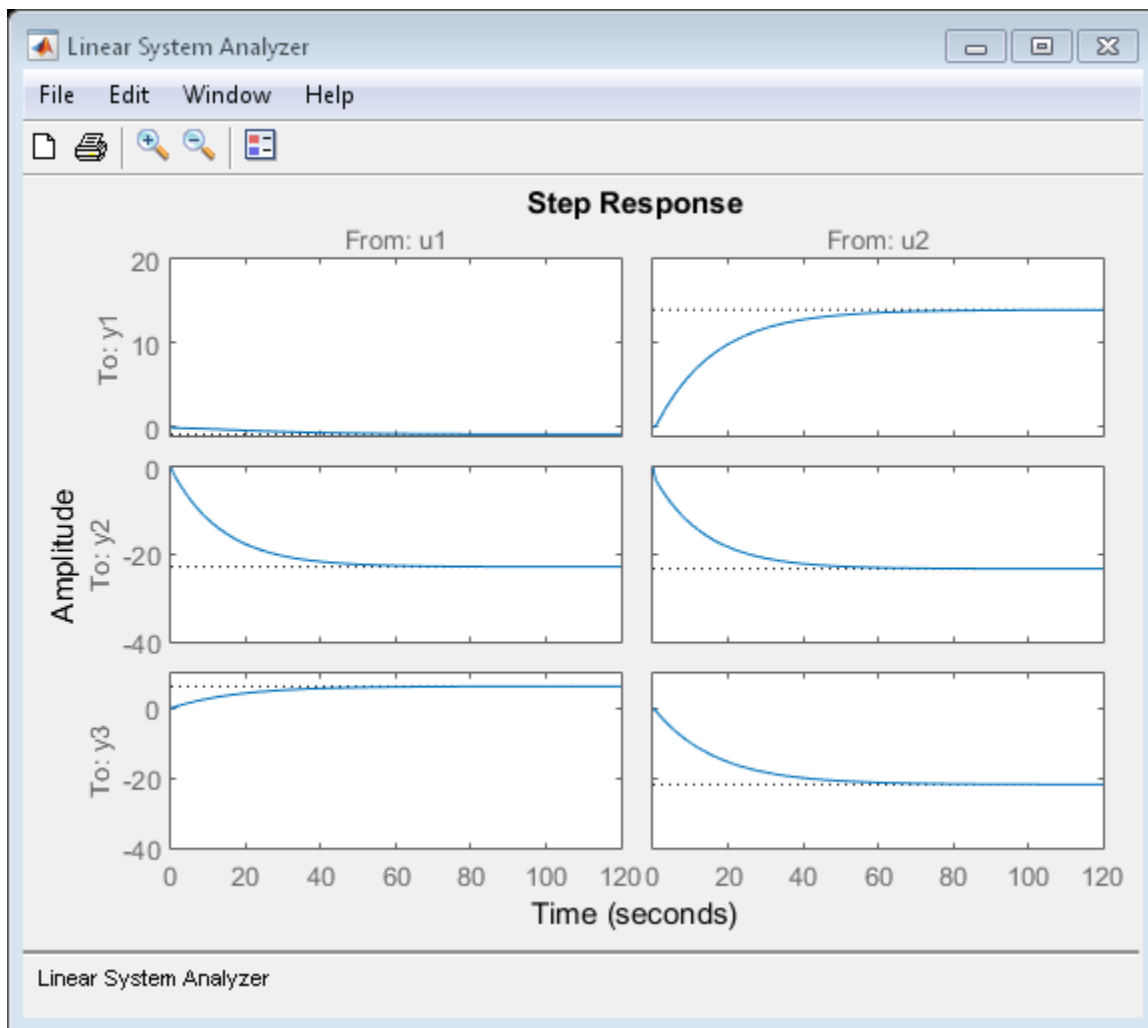 Linear System Analyzer
File Edit Window Help
Step Response
From: u1 From: u2
To: y1
20
10
0
Amplitude
To: y2
0
-20
-40
To: y3
0
-20
-40
0 20 40 60 80 100 120 0 20 40 60 80 100 120
Time (seconds)
Linear System Analyzer